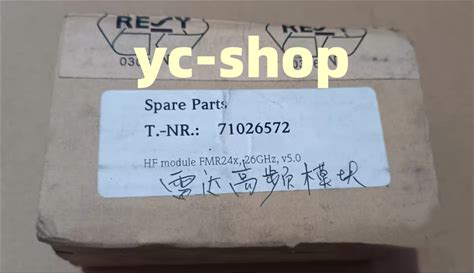 RESY
yc-shop
Spare Parts
T.-NR.: 71026572
HF module FMR24x, 26GHz, v5.0
雷达高频模块